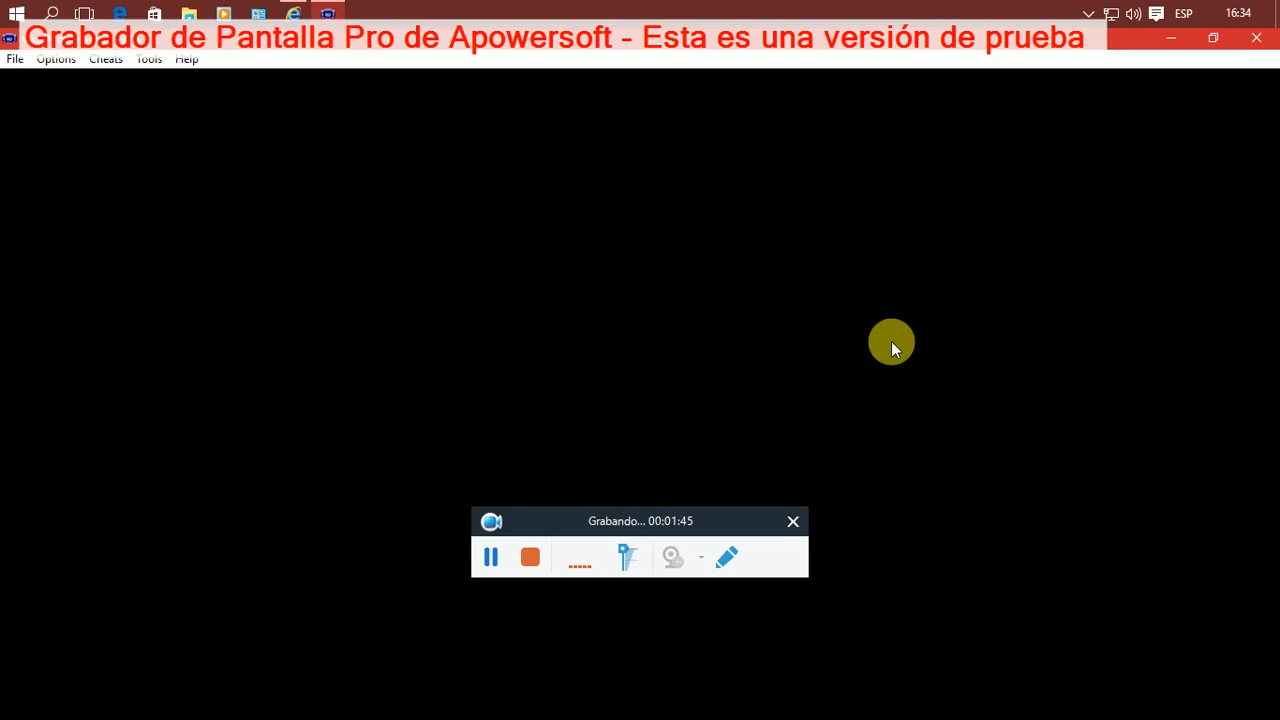 ESP 16:34
Grabador de Pantalla Pro de Apowersoft - Esta es una versión de prueba
File Options Cheats Tools Help
Grabando... 00:01:45